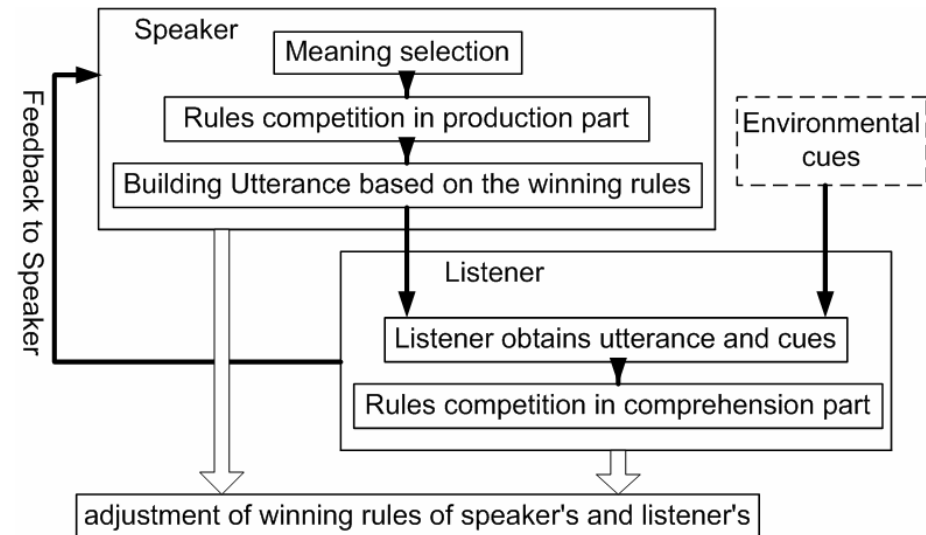 Speaker
Meaning selection
Rules competition in production part
Building Utterance based on the winning rules
Environmental
cues
Feedback to Speaker
Listener
Listener obtains utterance and cues
Rules competition in comprehension part
adjustment of winning rules of speaker's and listener's